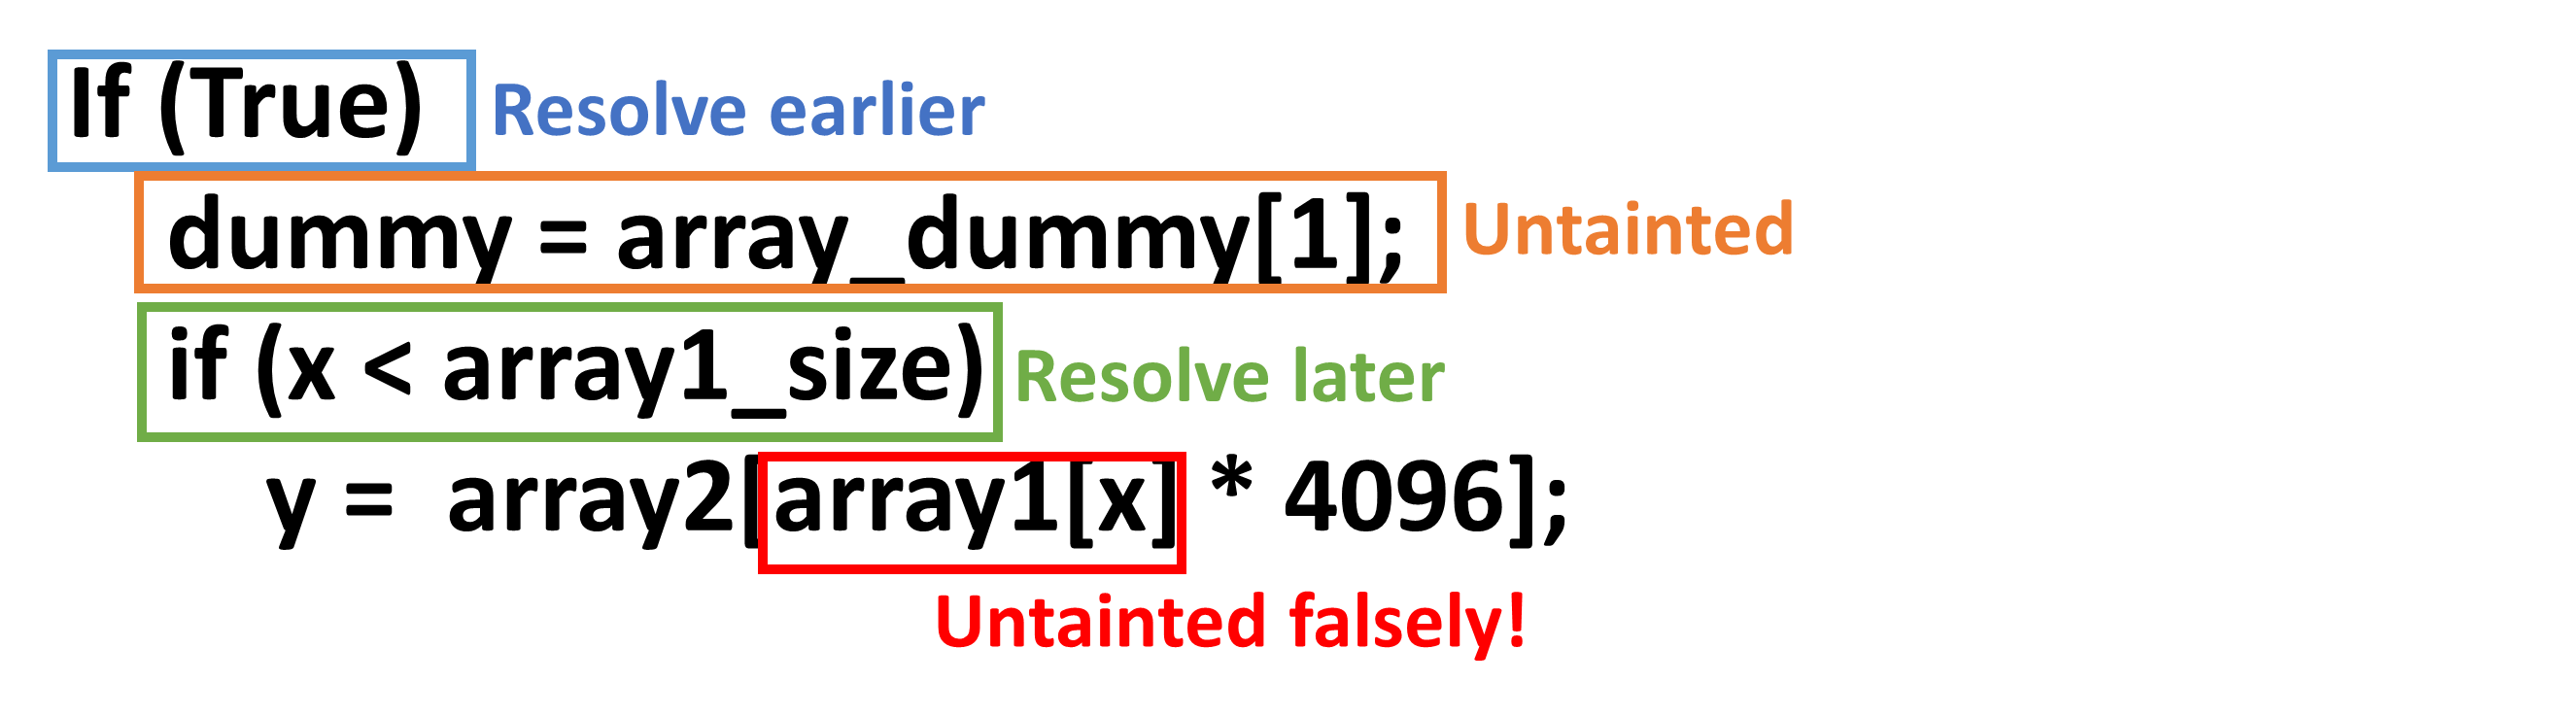 If (True) Resolve earlier
dummy = array_dummy[1]; Untainted
if (x < array1_size) Resolve later
y = array2[array1[x] * 4096];
Untainted falsely!